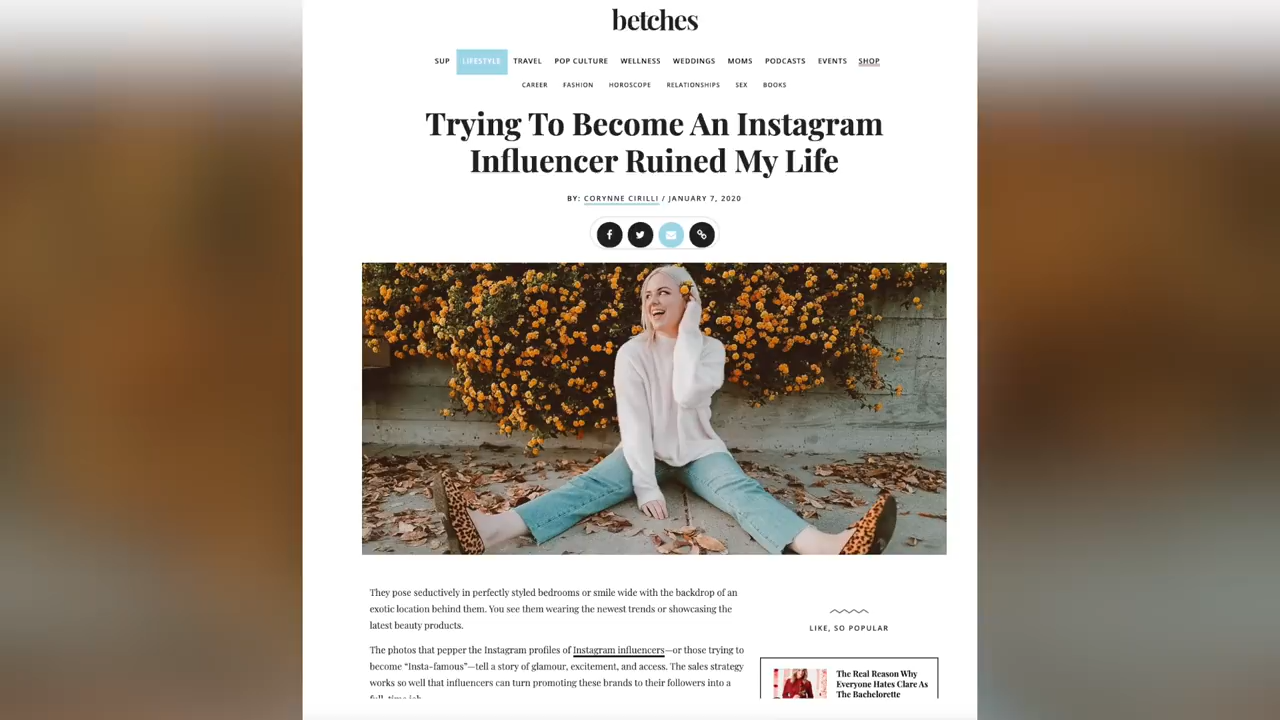 betches
SUP LIFESTYLE TRAVEL POP CULTURE WELLNESS WEDDINGS MOMS PODCASTS EVENTS SHOP
CAREER FASHION HOROSCOPE RELATIONSHIPS SEX BOOKS
Trying To Become An Instagram
Influencer Ruined My Life
BY: CORYNNE CIRILLI / JANUARY 7, 2020
They pose seductively in perfectly styled bedrooms or smile wide with the backdrop of an
exotic location behind them. You see them wearing the newest trends or showcasing the
latest beauty products.
The photos that pepper the Instagram profiles of Instagram influencers—or those trying to
become “Insta-famous”—tell a story of glamour, excitement, and access. The sales strategy
works so well that influencers can turn promoting these brands to their followers into a
full-time job
LIKE, SO POPULAR
The Real Reason Why
Everyone Hates Clare As
The Bachelorette